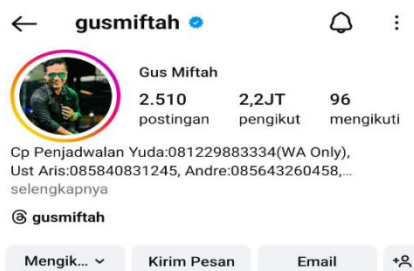 gusmiftah
Gus Miftah
2.510 2,2JT 96
postingan pengikut mengikuti
Cp Penjadwalan Yuda:081229883334(WA Only),
Ust Aris:085840831245, Andre:085643260458,...
selengkapnya
gusmiftah
Mengik... Kirim Pesan Email